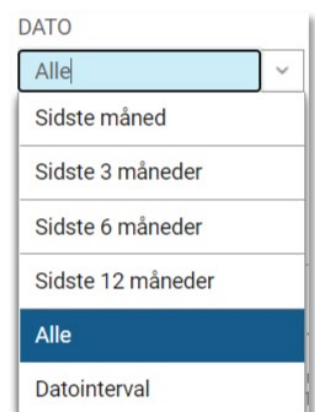 DATO
Alle
Sidste måned
Sidste 3 måneder
Sidste 6 måneder
Sidste 12 måneder
Alle
Datointerval